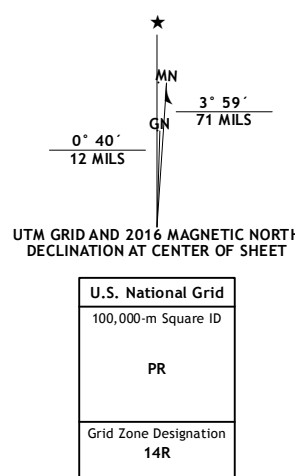 MN
3° 59´
71 MILS
GN
0° 40´
12 MILS
UTM GRID AND 2016 MAGNETIC NORTH
DECLINATION AT CENTER OF SHEET
U.S. National Grid
100,000-m Square ID
PR
Grid Zone Designation
14R